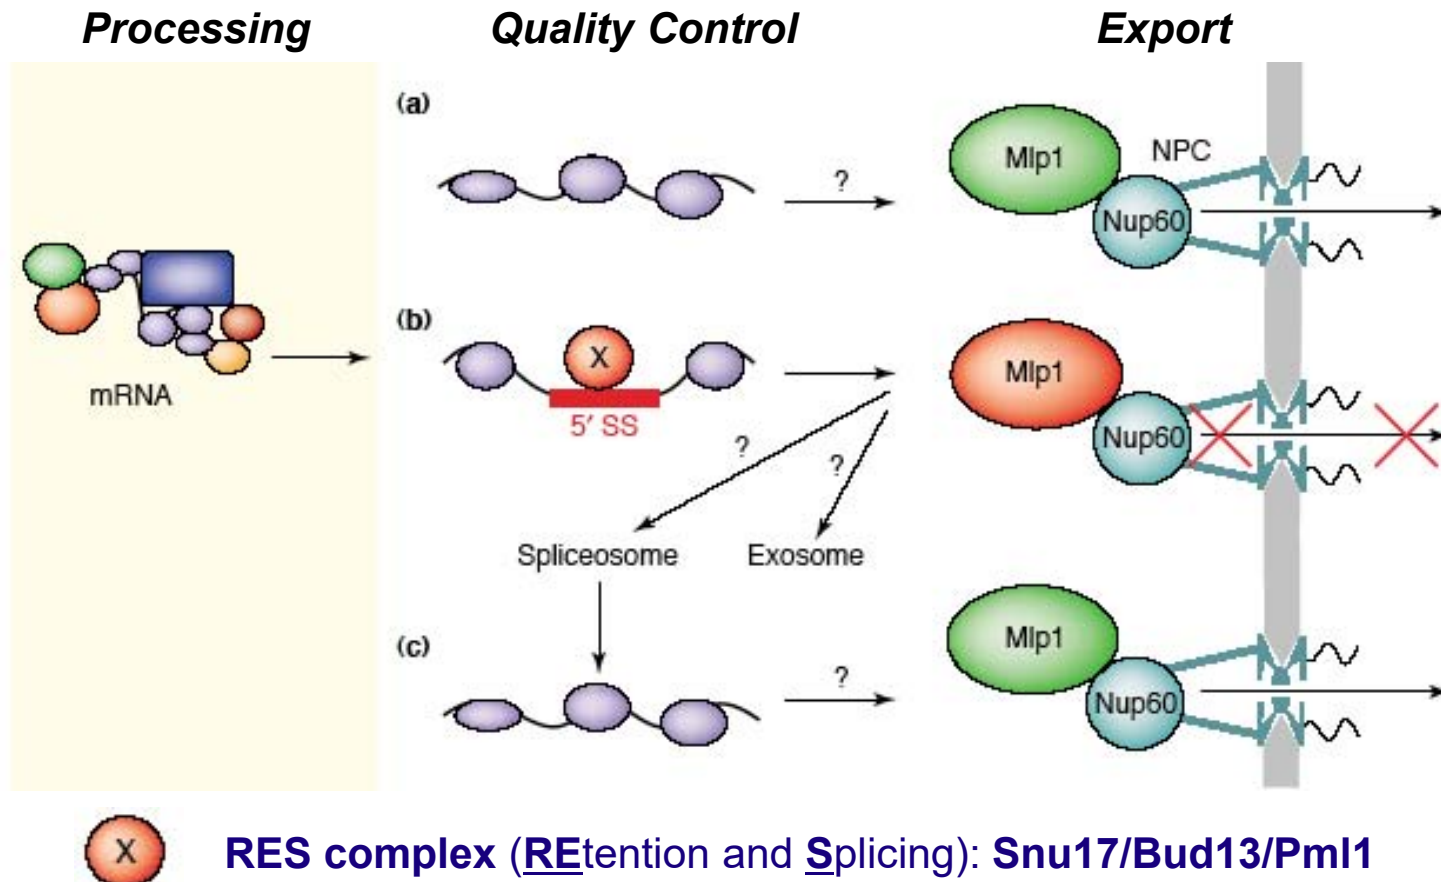 Processing Quality Control Export
(a)
? Mlp1 NPC
Nup60
mRNA
(b)
X
5′ SS
Mlp1
Nup60
? ?
Spliceosome Exosome
(c)
? Mlp1
Nup60
X RES complex (REtention and Splicing): Snu17/Bud13/Pml1